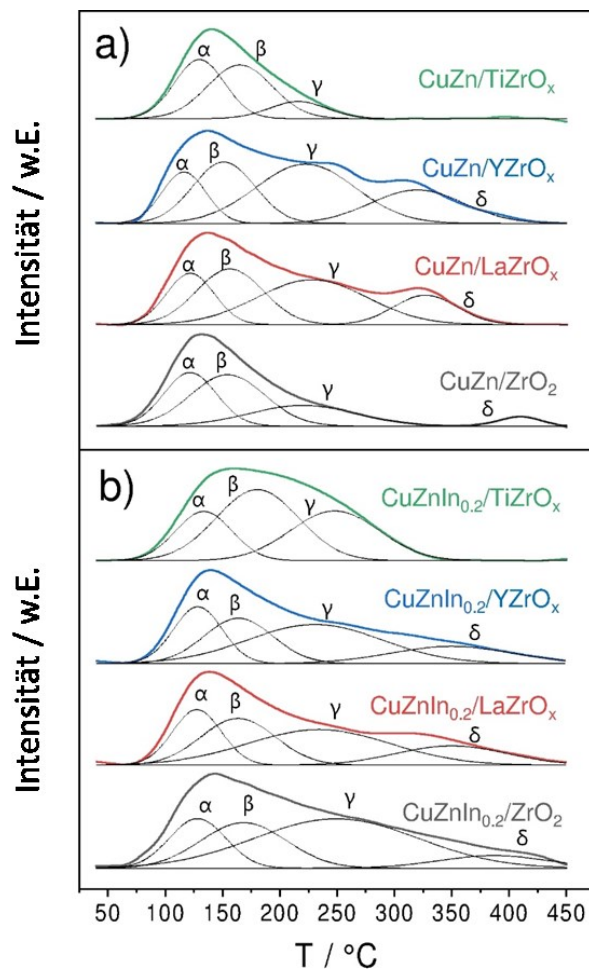 a)
α
β
γ
CuZn/TiZrOₓ
α
β
γ
δ
CuZn/YZrOₓ
α
β
γ
δ
CuZn/LaZrOₓ
α
β
γ
δ
CuZn/ZrO₂
Intensität / w.E.
b)
α
β
γ
CuZnIn₀.₂/TiZrOₓ
α
β
γ
δ
CuZnIn₀.₂/YZrOₓ
α
β
γ
δ
CuZnIn₀.₂/LaZrOₓ
α
β
γ
δ
CuZnIn₀.₂/ZrO₂
Intensität / w.E.
50 100 150 200 250 300 350 400 450
T / °C